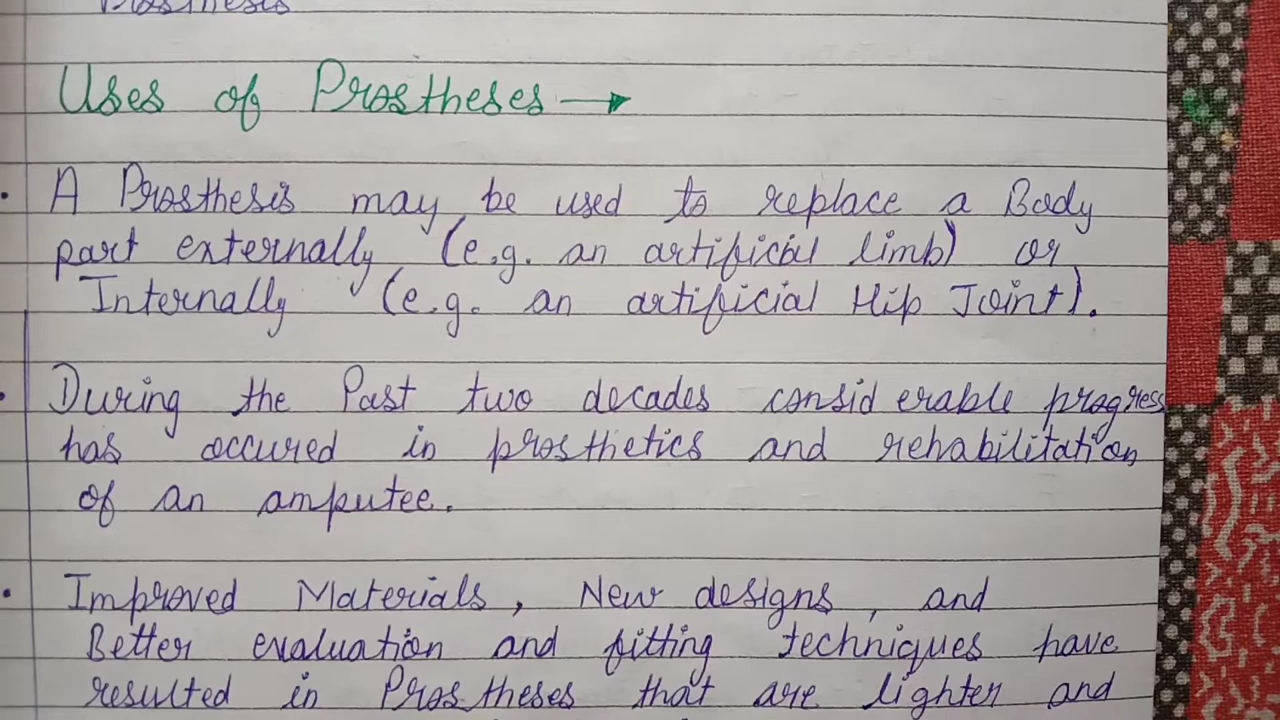 Prosthesis
Uses of Prostheses →
• A Prosthesis may be used to replace a Body
part externally (e.g. an artificial limb) or
Internally (e.g. an artificial Hip Joint).
• During the Past two decades considerable progress
has occured in prosthetics and rehabilitation
of an amputee.
• Improved Materials, New designs, and
Better evaluation and fitting techniques have
resulted in Prostheses that are lighter and